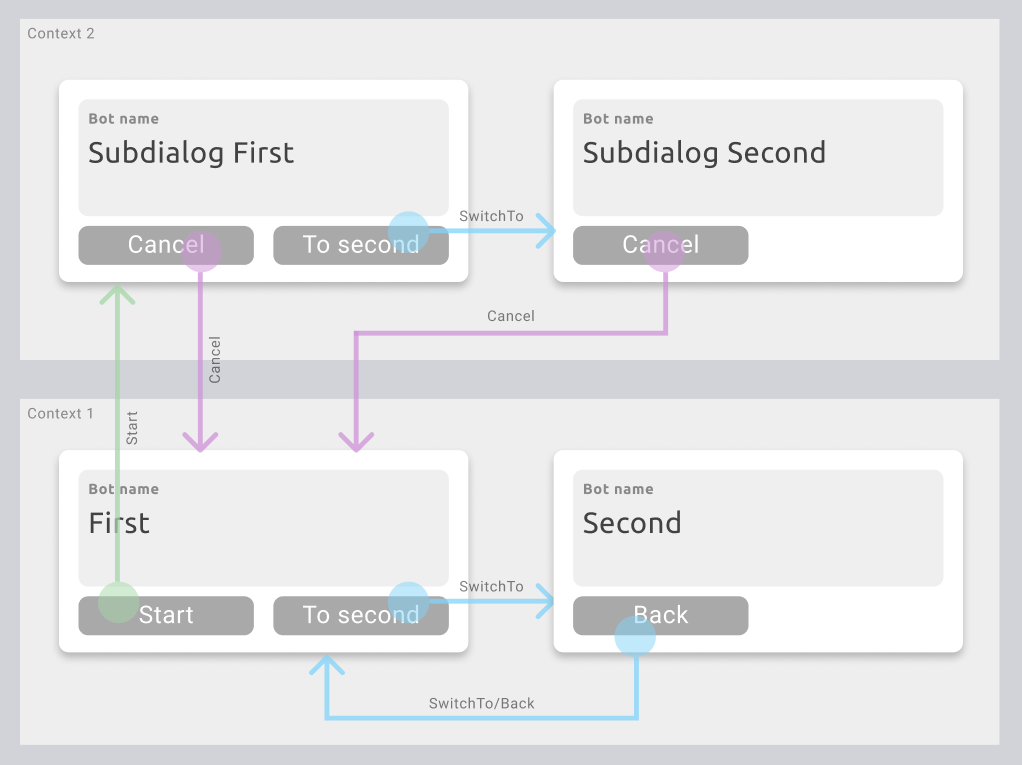 Context 2
Bot name
Subdialog First
Cancel
To second
SwitchTo
Bot name
Subdialog Second
Cancel
Cancel
Cancel
Start
Context 1
Bot name
First
Start
To second
SwitchTo
Bot name
Second
Back
SwitchTo/Back